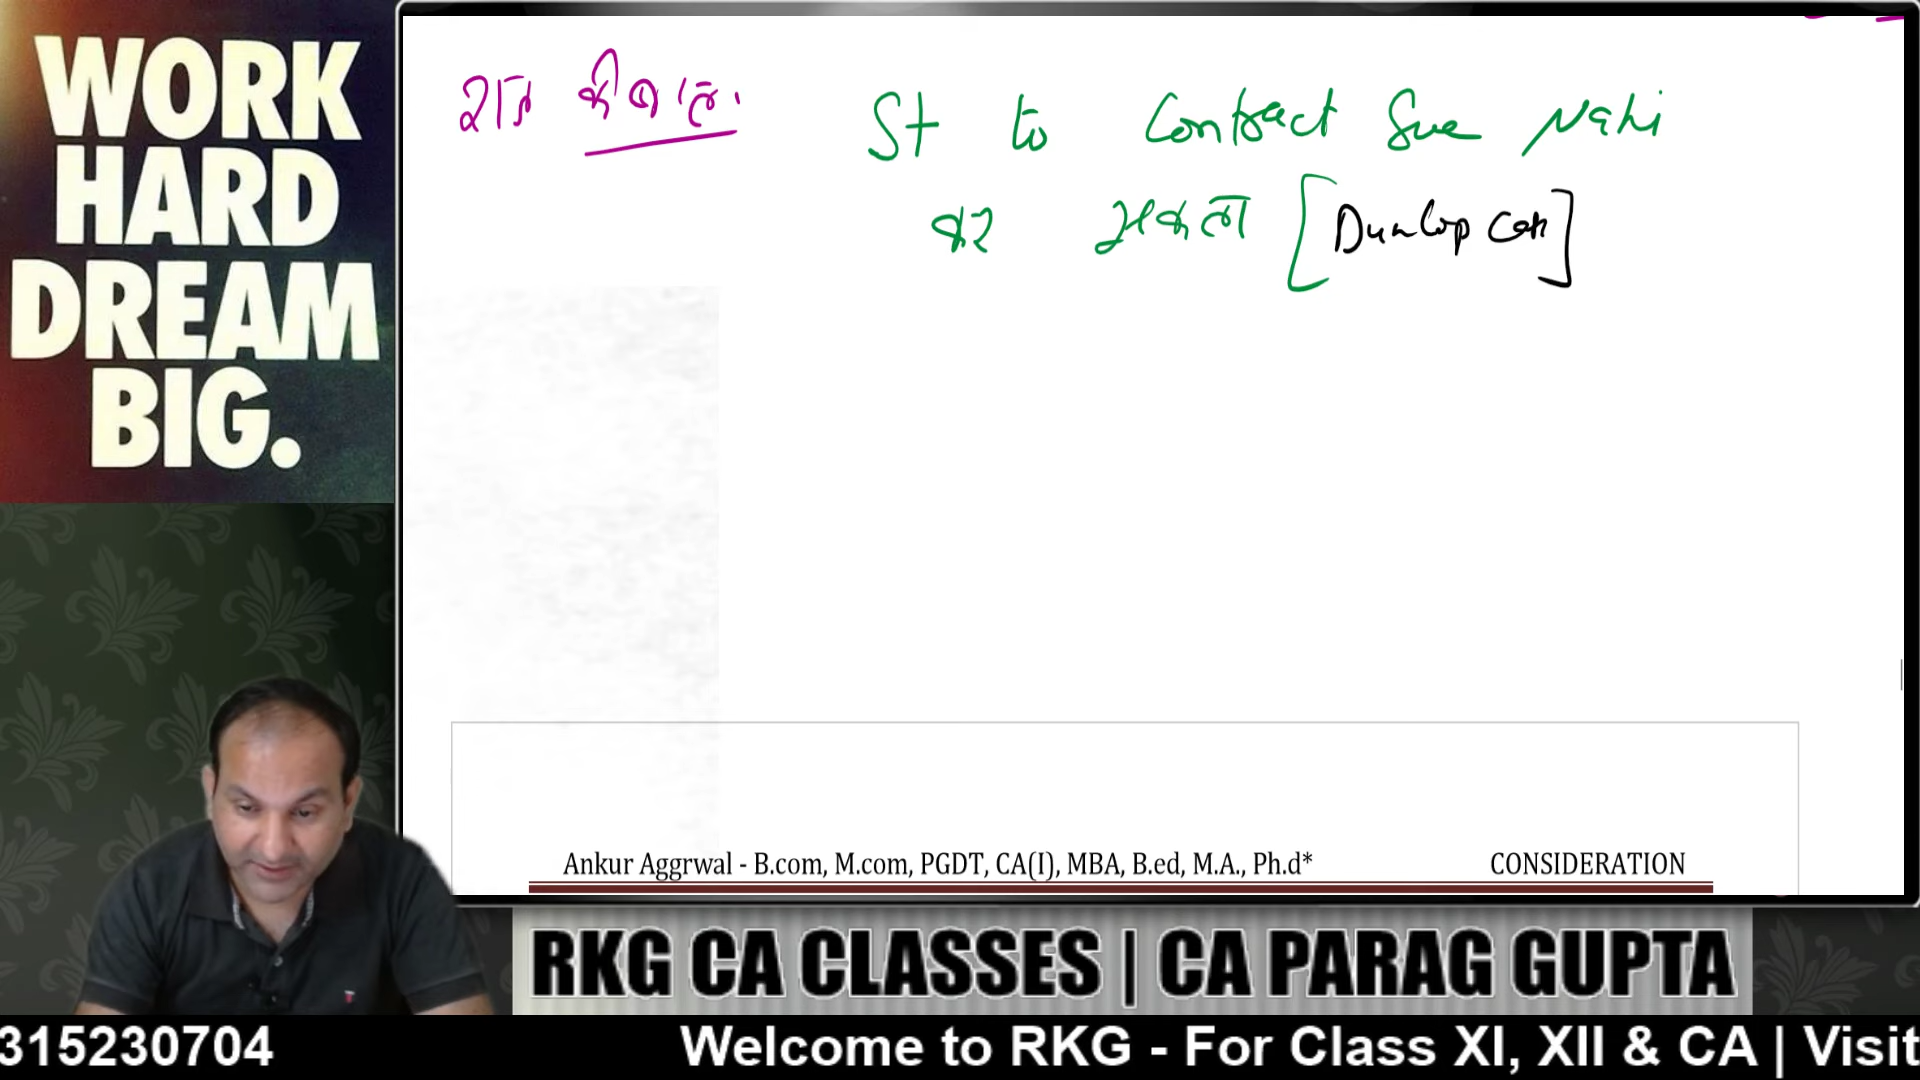 WORK
HARD
DREAM
BIG.
St to Contract Sue Nahi
कर सकता [Dunlop Case]
Ankur Aggrwal - B.com, M.com, PGDT, CA(I), MBA, B.ed, M.A., Ph.d* CONSIDERATION
RKG CA CLASSES | CA PARAG GUPTA
315230704 Welcome to RKG - For Class XI, XII & CA | Visit